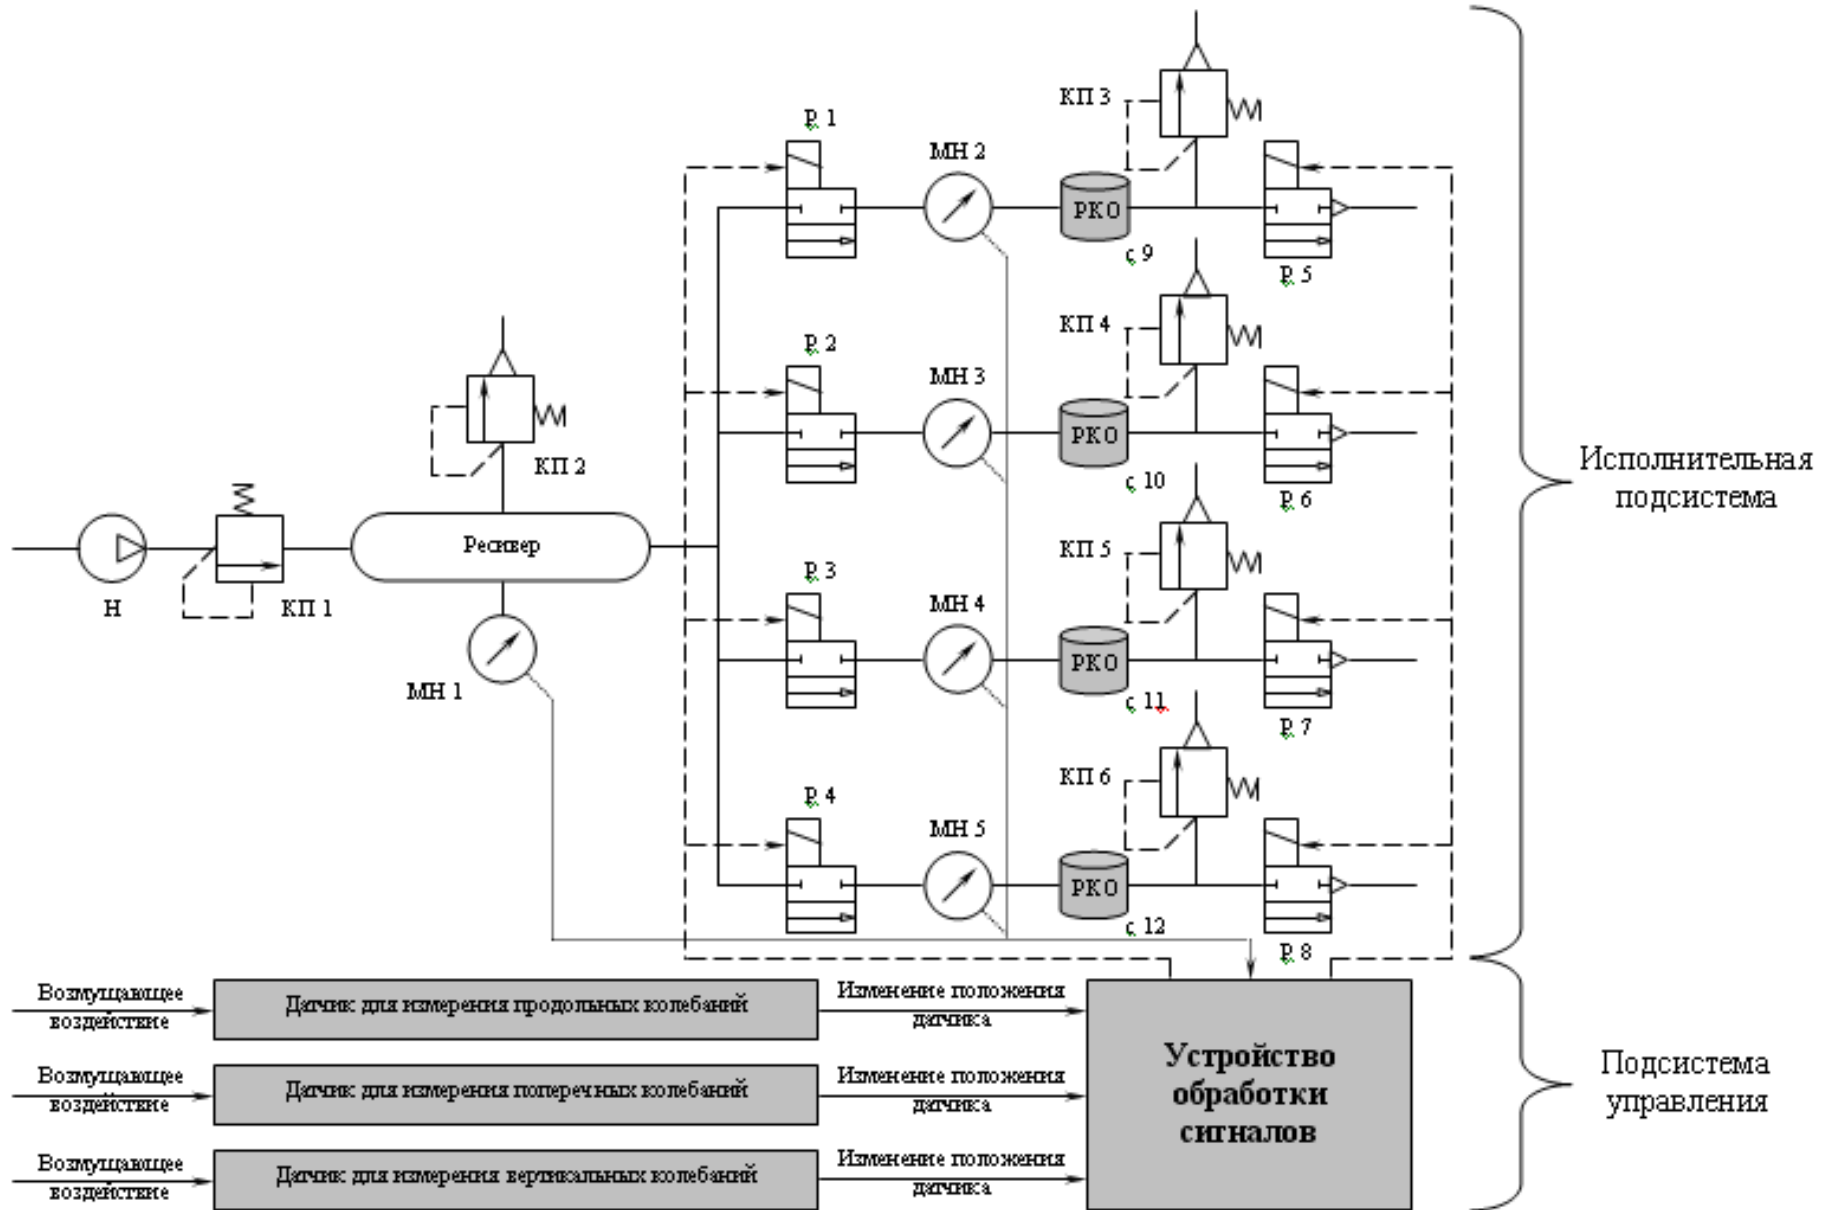 КП 3
Р 1
МН 2
РКО
с 9
Р 5
КП 4
Р 2
МН 3
РКО
с 10
Р 6
КП 2
Исполнительная
подсистема
Ресивер
Н
КП 1
МН 1
КП 5
Р 3
МН 4
РКО
с 11
Р 7
КП 6
Р 4
МН 5
РКО
с 12
Р 8
Возмущающее
воздействие
Датчик для измерения продольных колебаний
Изменение положения
датчика
Возмущающее
воздействие
Датчик для измерения поперечных колебаний
Изменение положения
датчика
Возмущающее
воздействие
Датчик для измерения вертикальных колебаний
Изменение положения
датчика
Устройство
обработки
сигналов
Подсистема
управления